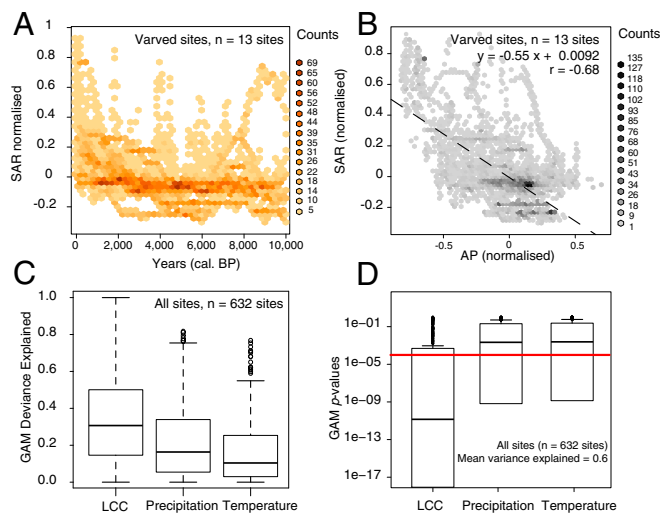 A
Varved sites, n = 13 sites
Counts
SAR normalised
1
0.8
0.6
0.4
0.2
0
-0.2
0
2,000
4,000
6,000
8,000
10,000
Years (cal. BP)
69
65
60
56
52
48
44
39
35
31
26
22
18
14
10
5
B
Varved sites, n = 13 sites
y = -0.55 x + 0.0092
r = -0.68
Counts
SAR (normalised)
0.8
0.6
0.4
0.2
0
-0.2
-0.5
0
0.5
AP (normalised)
135
127
118
110
102
93
85
76
68
60
51
43
34
26
18
9
1
C
All sites, n = 632 sites
GAM Deviance Explained
1.0
0.8
0.6
0.4
0.2
0.0
LCC
Precipitation
Temperature
D
GAM p-values
1e-01
1e-05
1e-09
1e-13
1e-17
All sites (n = 632 sites)
Mean variance explained = 0.6
LCC
Precipitation
Temperature